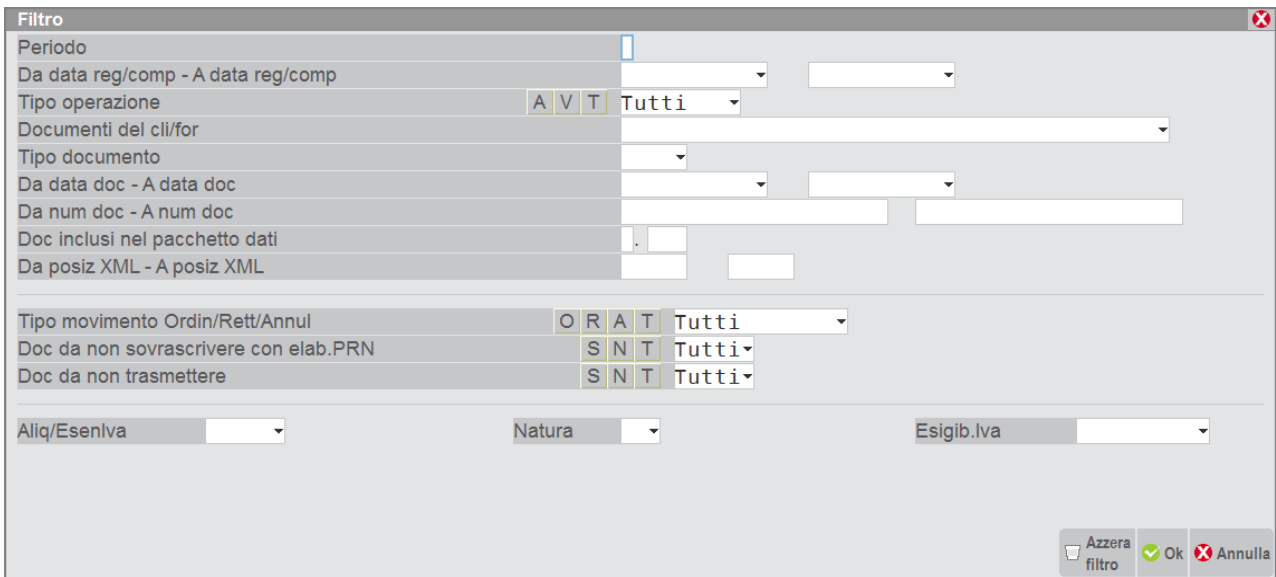 Filtro
Periodo
Da data reg/comp - A data reg/comp
Tipo operazione A V T Tutti
Documenti del cli/for
Tipo documento
Da data doc - A data doc
Da num doc - A num doc
Doc inclusi nel pacchetto dati .
Da posiz XML - A posiz XML
Tipo movimento Ordin/Rett/Annul O R A T Tutti
Doc da non sovrascrivere con elab.PRN S N T Tutti
Doc da non trasmettere S N T Tutti
Aliq/EsenIva Natura Esigib.Iva
Azzera filtro Ok Annulla